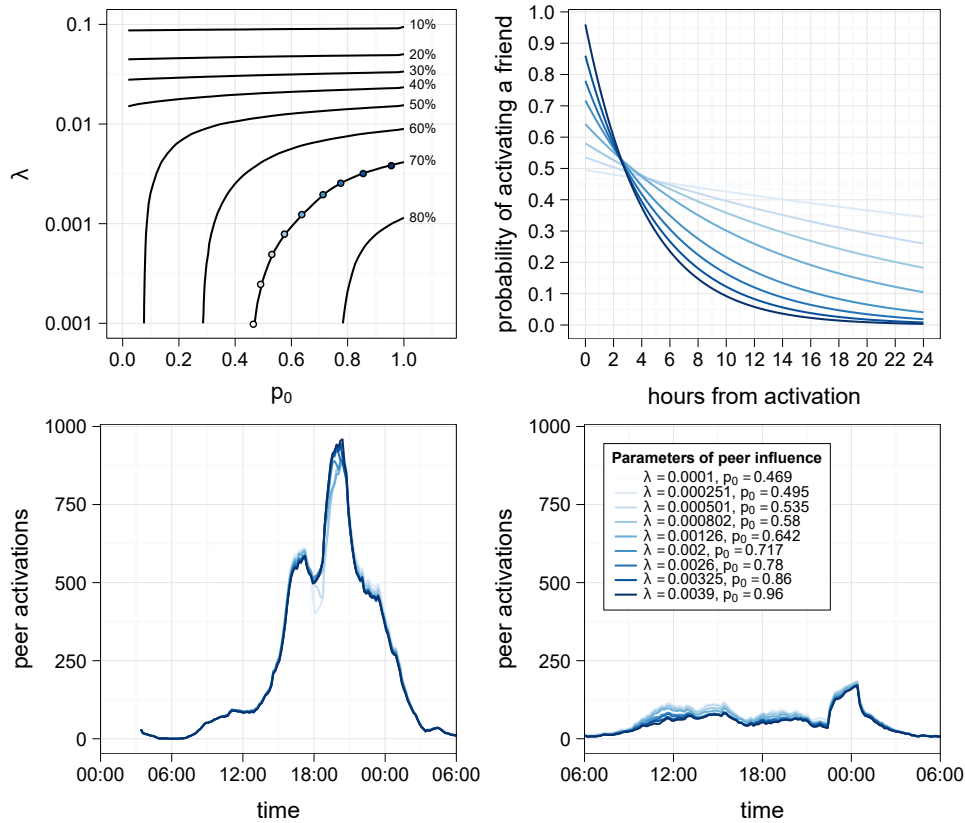 0.1
0.01
0.001
0.001
λ
10%
20%
30%
40%
50%
60%
70%
80%
0.0 0.2 0.4 0.6 0.8 1.0
p0
1.0
0.9
0.8
0.7
0.6
0.5
0.4
0.3
0.2
0.1
0.0
probability of activating a friend
0 2 4 6 8 10 12 14 16 18 20 22 24
hours from activation
1000
750
500
250
0
peer activations
00:00 06:00 12:00 18:00 00:00 06:00
time
1000
750
500
250
0
peer activations
Parameters of peer influence
λ = 0.0001, p0 = 0.469
λ = 0.000251, p0 = 0.495
λ = 0.000501, p0 = 0.535
λ = 0.000802, p0 = 0.58
λ = 0.00126, p0 = 0.642
λ = 0.002, p0 = 0.717
λ = 0.0026, p0 = 0.78
λ = 0.00325, p0 = 0.86
λ = 0.0039, p0 = 0.96
06:00 12:00 18:00 00:00 06:00
time